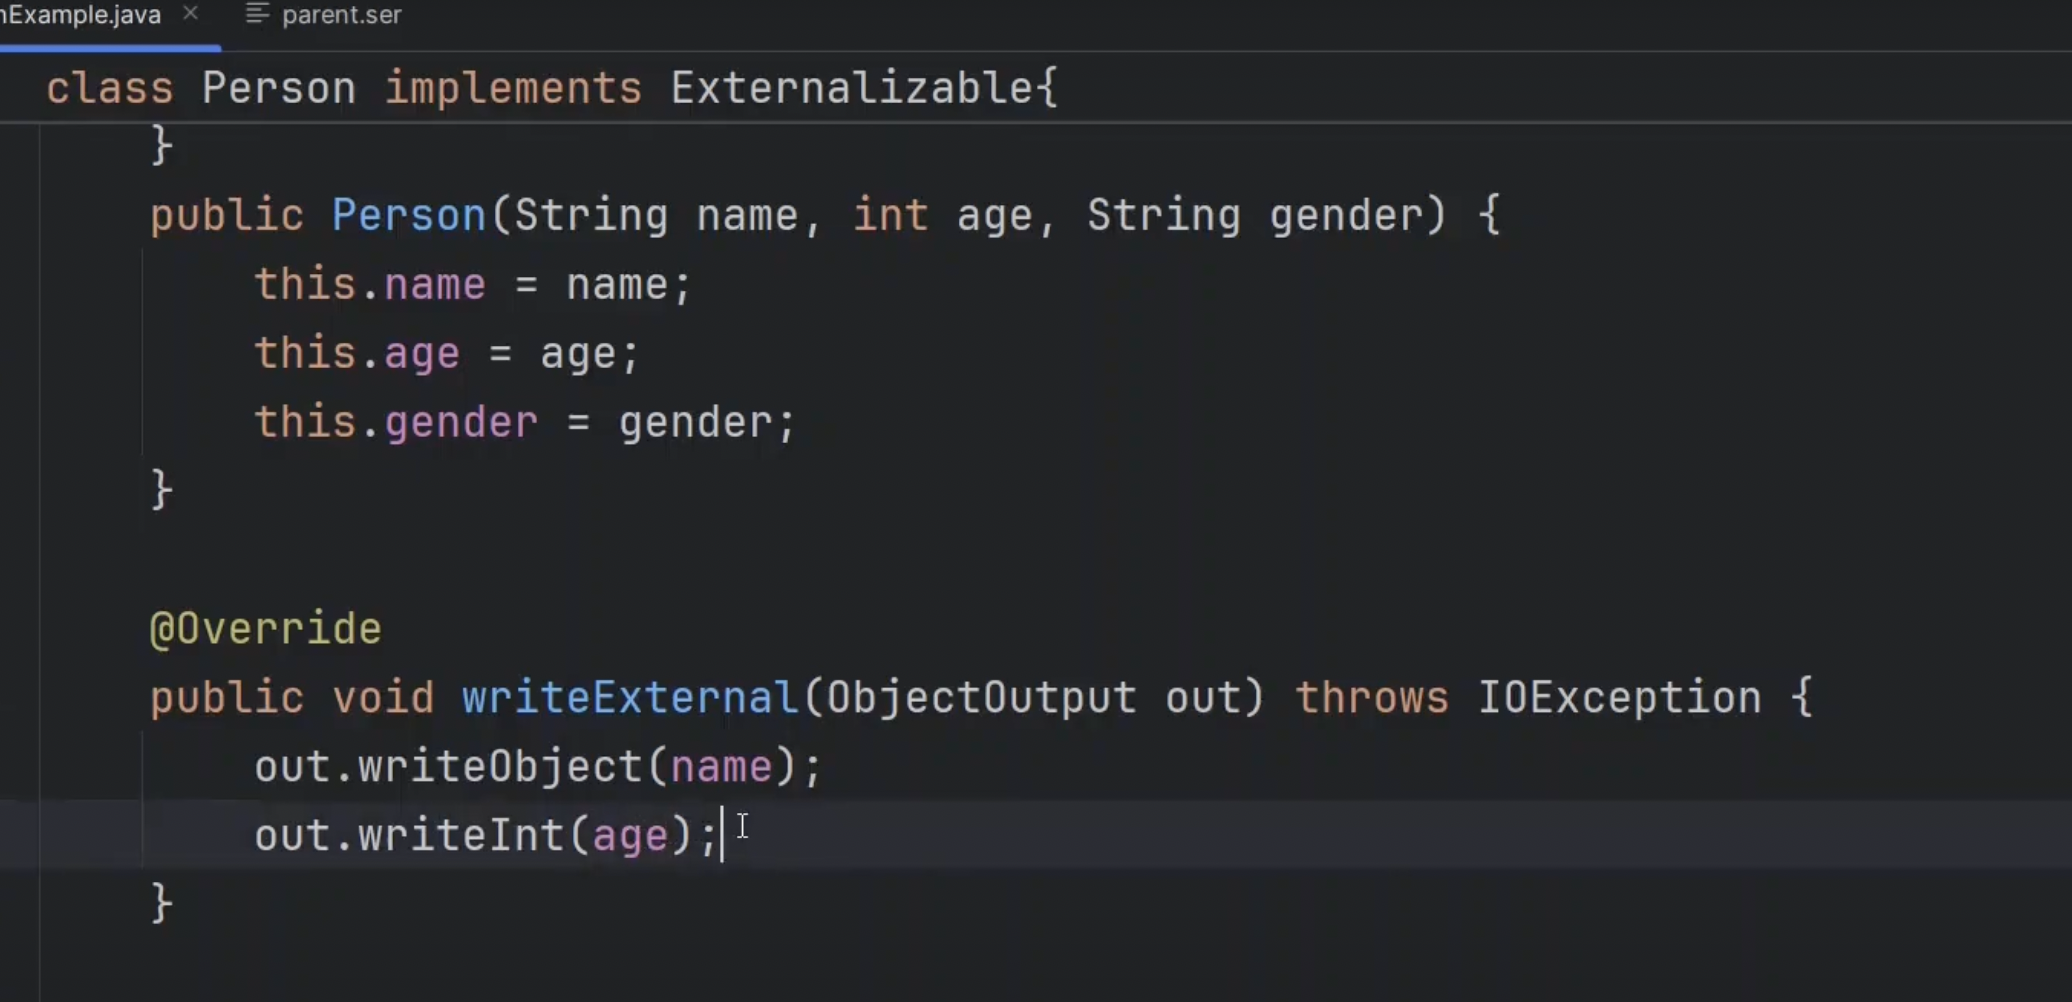 nExample.java × parent.ser
class Person implements Externalizable{
}
public Person(String name, int age, String gender) {
this.name = name;
this.age = age;
this.gender = gender;
}
@Override
public void writeExternal(ObjectOutput out) throws IOException {
out.writeObject(name);
out.writeInt(age);
}